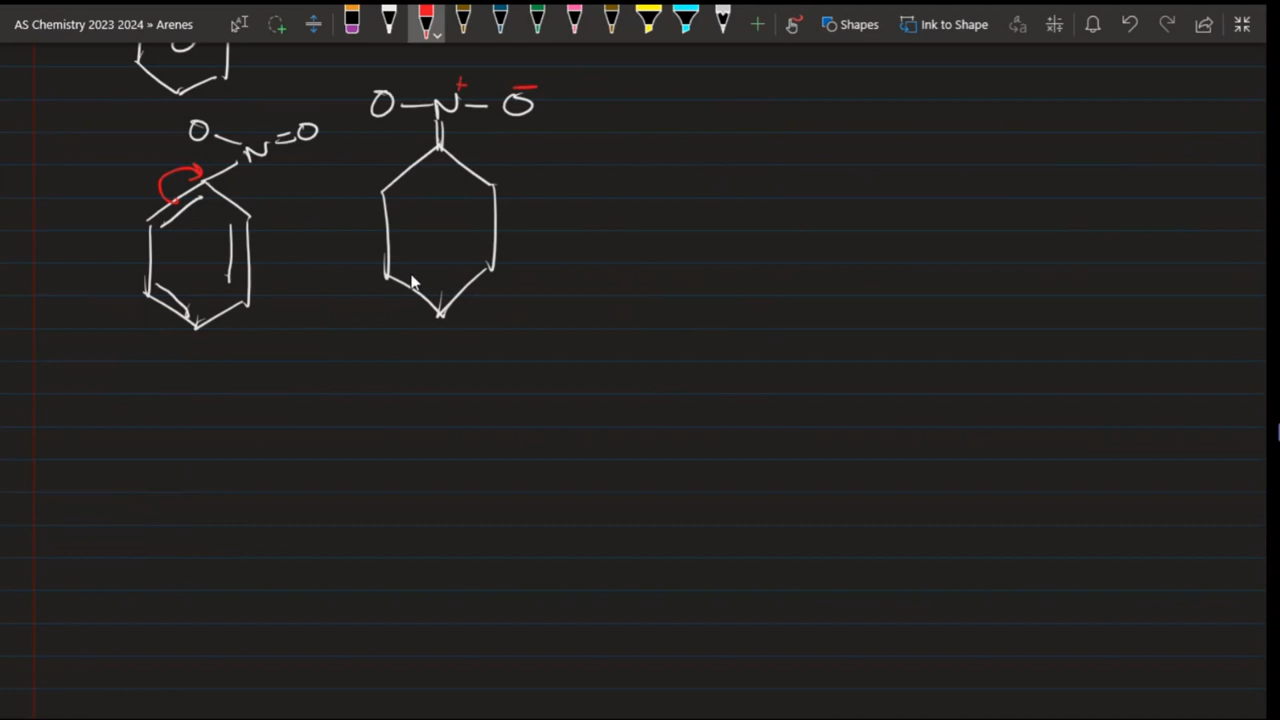 AS Chemistry 2023 2024 » Arenes
Shapes
Ink to Shape
O—N⁺—O⁻
O N=O